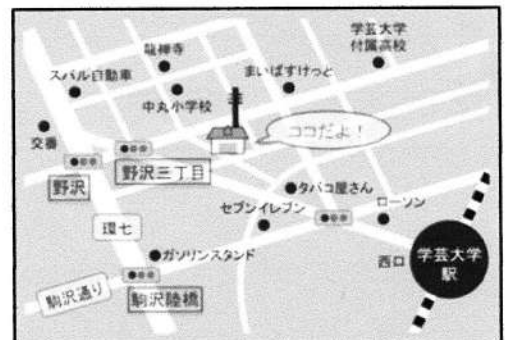 学芸大学
付属高校
龍禅寺
まいばすけっと
スバル自動車
中丸小学校
ココだよ！
交番
野沢三丁目
野沢
タバコ屋さん
セブンイレブン
ローソン
環七
ガソリンスタンド
西口
学芸大学
駅
駒沢通り
駒沢陸橋